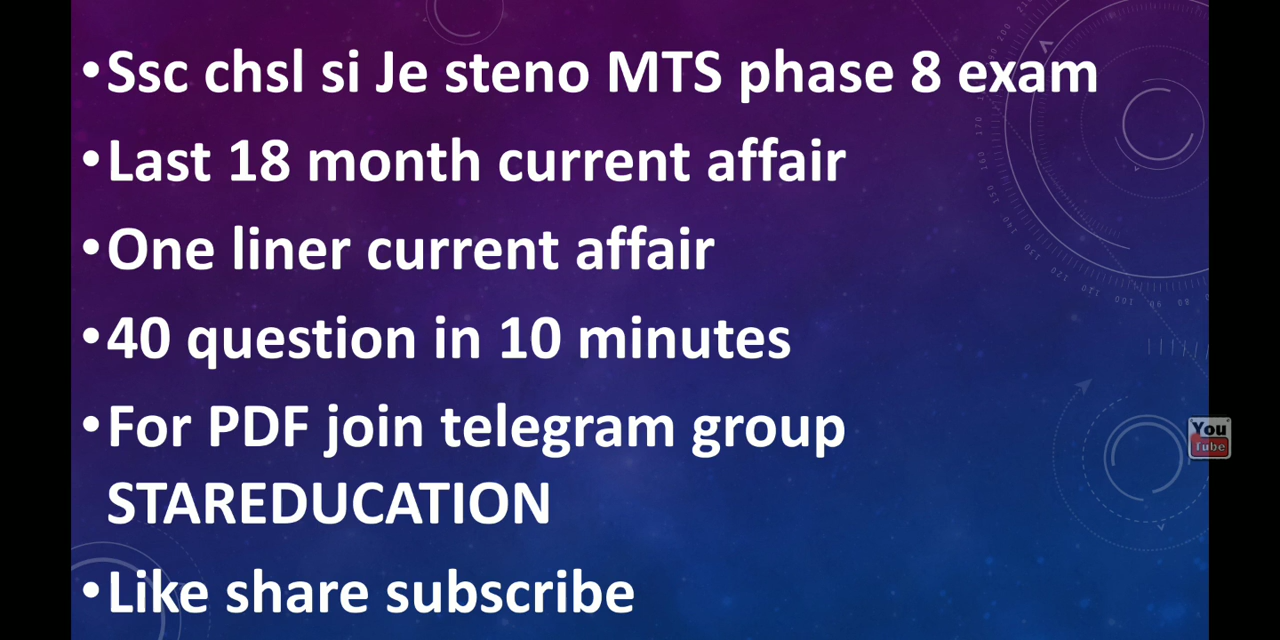 •Ssc chsl si Je steno MTS phase 8 exam
•Last 18 month current affair
•One liner current affair
•40 question in 10 minutes
•For PDF join telegram group
STAREDUCATION
•Like share subscribe
You
Tube